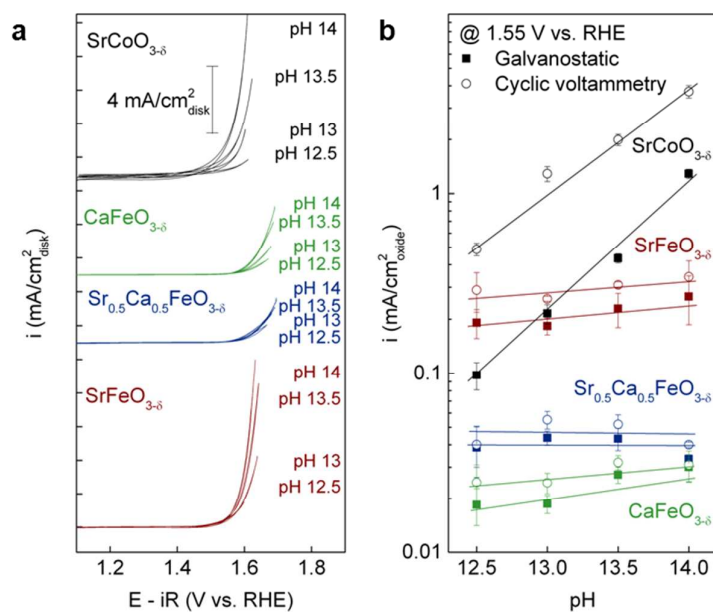 a
SrCoO3-δ
pH 14
pH 13.5
4 mA/cm²disk
pH 13
pH 12.5
CaFeO3-δ
pH 14
pH 13.5
pH 13
pH 12.5
Sr0.5Ca0.5FeO3-δ
pH 14
pH 13.5
pH 13
pH 12.5
SrFeO3-δ
pH 14
pH 13.5
pH 13
pH 12.5
i (mA/cm²disk)
1.2 1.4 1.6 1.8
E - iR (V vs. RHE)
b
@ 1.55 V vs. RHE
Galvanostatic
Cyclic voltammetry
SrCoO3-δ
SrFeO3-δ
Sr0.5Ca0.5FeO3-δ
CaFeO3-δ
i (mA/cm²oxide)
1
0.1
0.01
12.5 13.0 13.5 14.0
pH